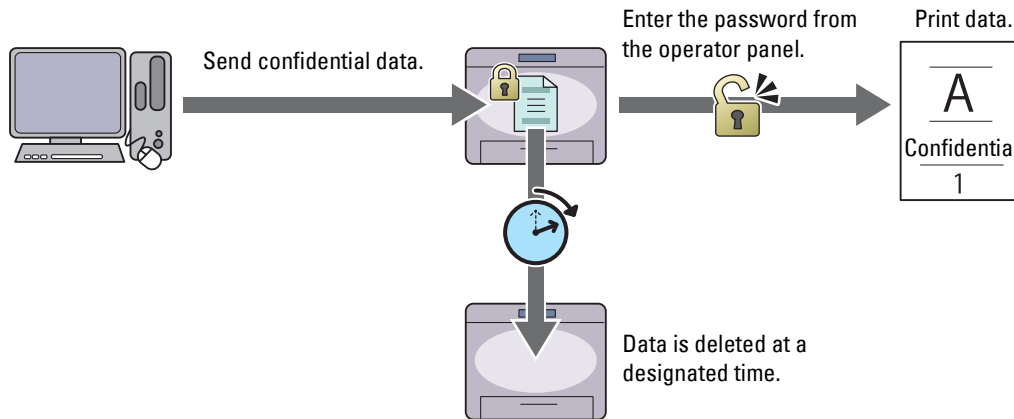 Send confidential data.
Enter the password from
the operator panel.
Print data.
A
Confidentia
1
Data is deleted at a
designated time.